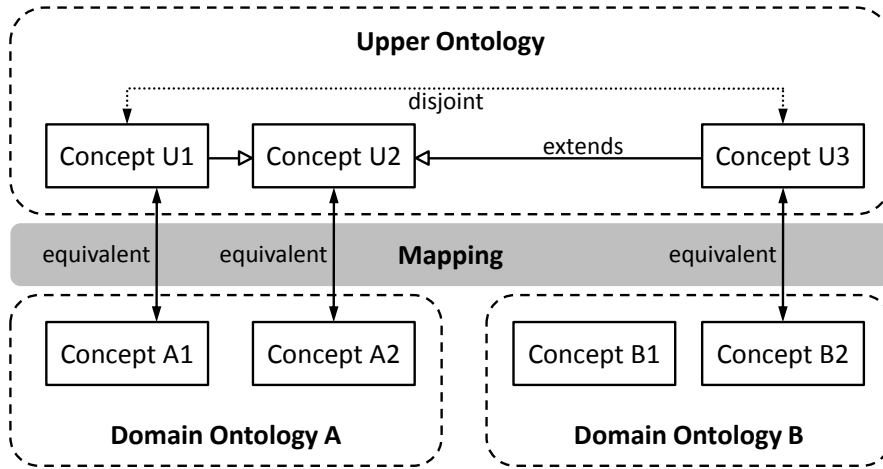 Upper Ontology
disjoint
Concept U1
Concept U2
extends
Concept U3
equivalent
equivalent
Mapping
equivalent
Concept A1
Concept A2
Concept B1
Concept B2
Domain Ontology A
Domain Ontology B